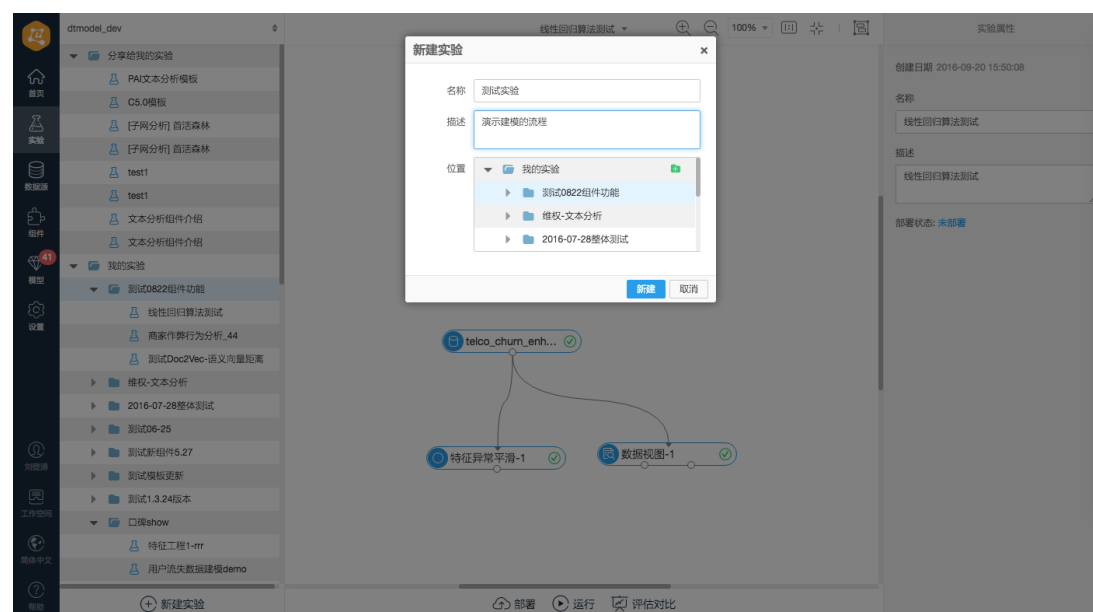 dtmodel_dev
线性回归算法测试
100%
实验属性
首页
实验
数据源
组件
41
模型
设置
工作空间
简体中文
帮助
分享给我的实验
PAI文本分析模板
C5.0模板
[子网分析] 首活森林
[子网分析] 首活森林
test1
test1
文本分析组件介绍
文本分析组件介绍
我的实验
测试0822组件功能
线性回归算法测试
商家作弊行为分析_44
测试Doc2Vec-语义向量距离
维权-文本分析
2016-07-28整体测试
测试06-25
测试新组件5.27
测试模板更新
测试1.3.24版本
口碑show
特征工程1-rrr
用户流失数据建模demo
新建实验
新建实验
×
名称
测试实验
描述
演示建模的流程
位置
我的实验
测试0822组件功能
维权-文本分析
2016-07-28整体测试
新建
取消
telco_churn_enh...
特征异常平滑-1
数据视图-1
部署
运行
评估对比
创建日期 2016-09-20 15:50:08
名称
线性回归算法测试
描述
线性回归算法测试
部署状态: 未部署